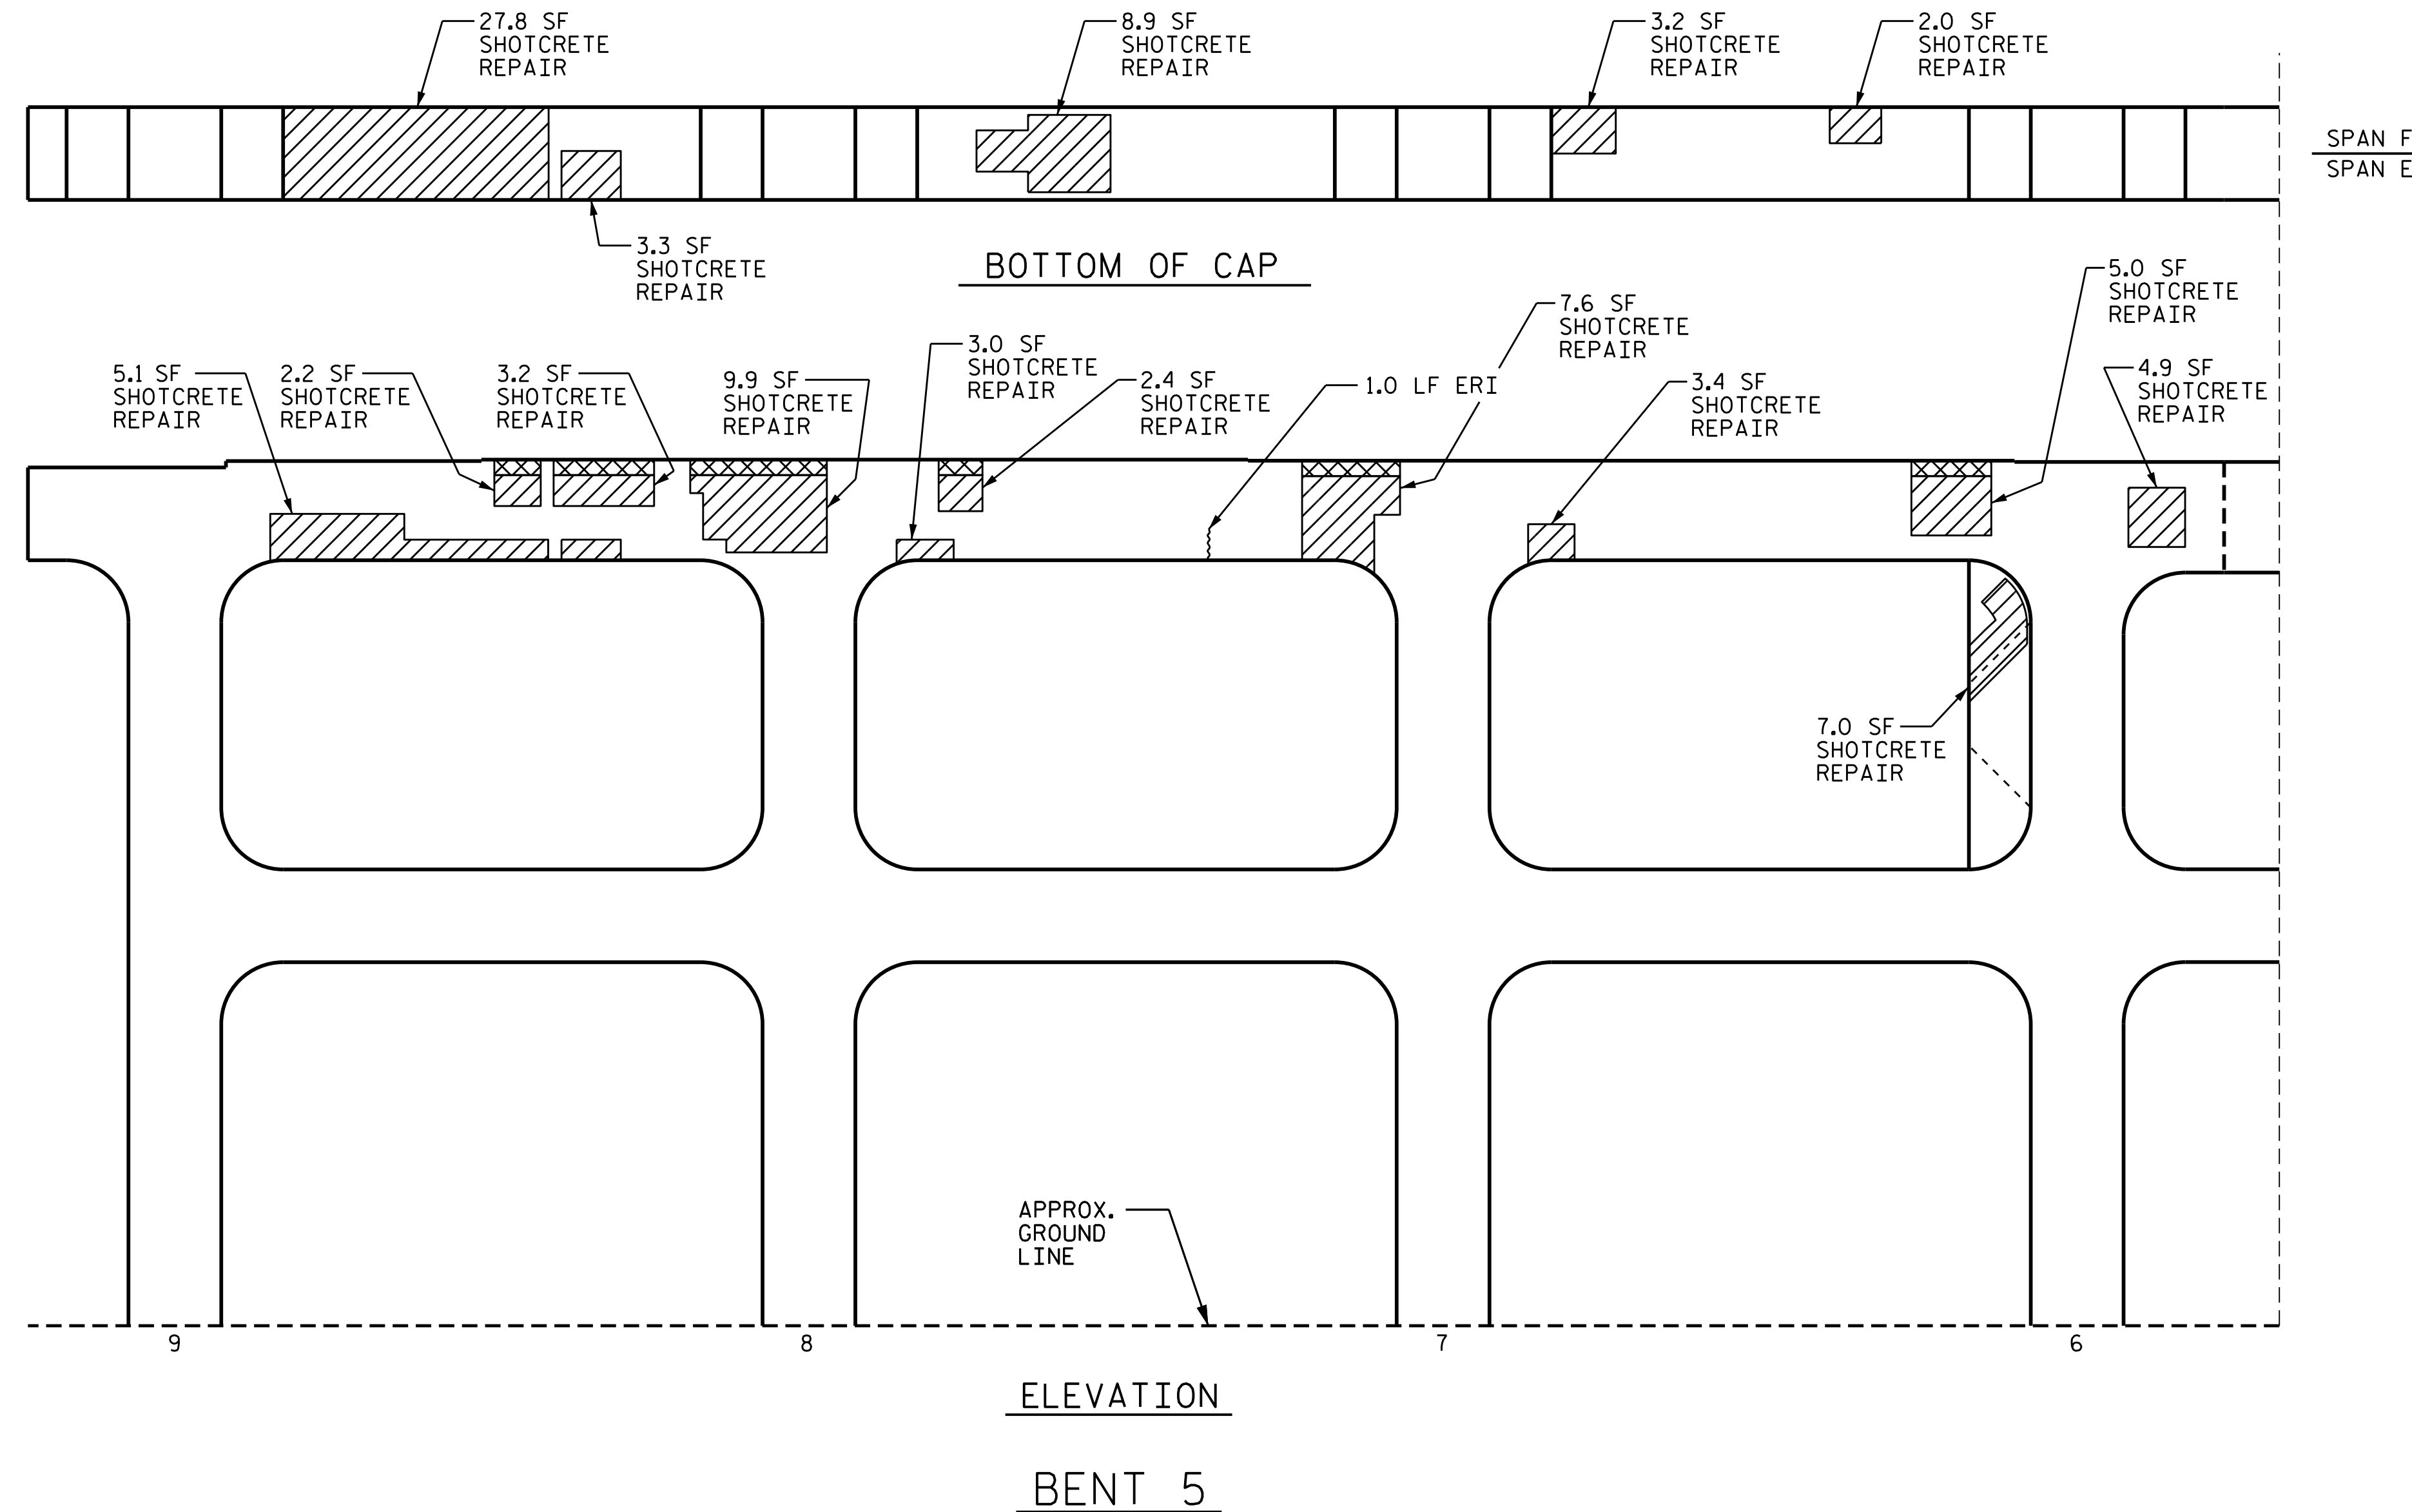 27.8 SF
SHOTCRETE
REPAIR
8.9 SF
SHOTCRETE
REPAIR
3.2 SF
SHOTCRETE
REPAIR
2.0 SF
SHOTCRETE
REPAIR
SPAN F
SPAN E
3.3 SF
SHOTCRETE
REPAIR
BOTTOM OF CAP
5.0 SF
SHOTCRETE
REPAIR
7.6 SF
SHOTCRETE
REPAIR
5.1 SF
SHOTCRETE
REPAIR
2.2 SF
SHOTCRETE
REPAIR
3.2 SF
SHOTCRETE
REPAIR
9.9 SF
SHOTCRETE
REPAIR
3.0 SF
SHOTCRETE
REPAIR
2.4 SF
SHOTCRETE
REPAIR
1.0 LF ERI
3.4 SF
SHOTCRETE
REPAIR
4.9 SF
SHOTCRETE
REPAIR
7.0 SF
SHOTCRETE
REPAIR
APPROX.
GROUND
LINE
9
8
7
6
ELEVATION
BENT 5